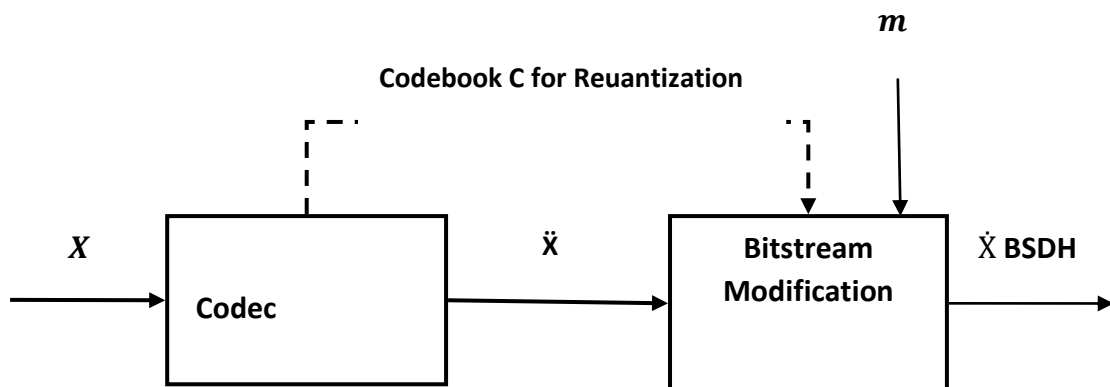 m
Codebook C for Reuantization
X
Codec
Ẍ
Bitstream
Modification
Ẋ BSDH